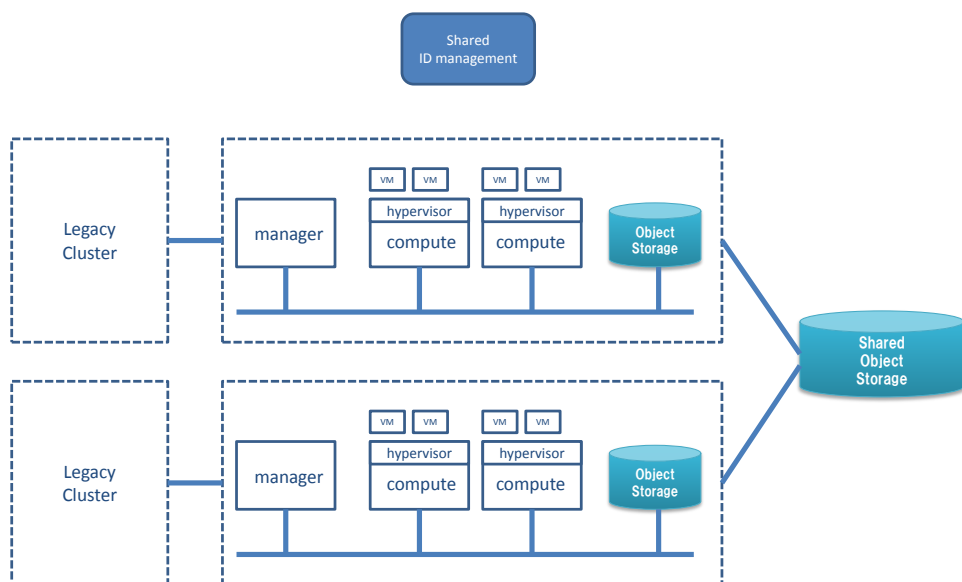 Shared
ID management
Legacy
Cluster
manager
VM
VM
hypervisor
compute
VM
VM
hypervisor
compute
Object
Storage
Shared
Object
Storage
Legacy
Cluster
manager
VM
VM
hypervisor
compute
VM
VM
hypervisor
compute
Object
Storage